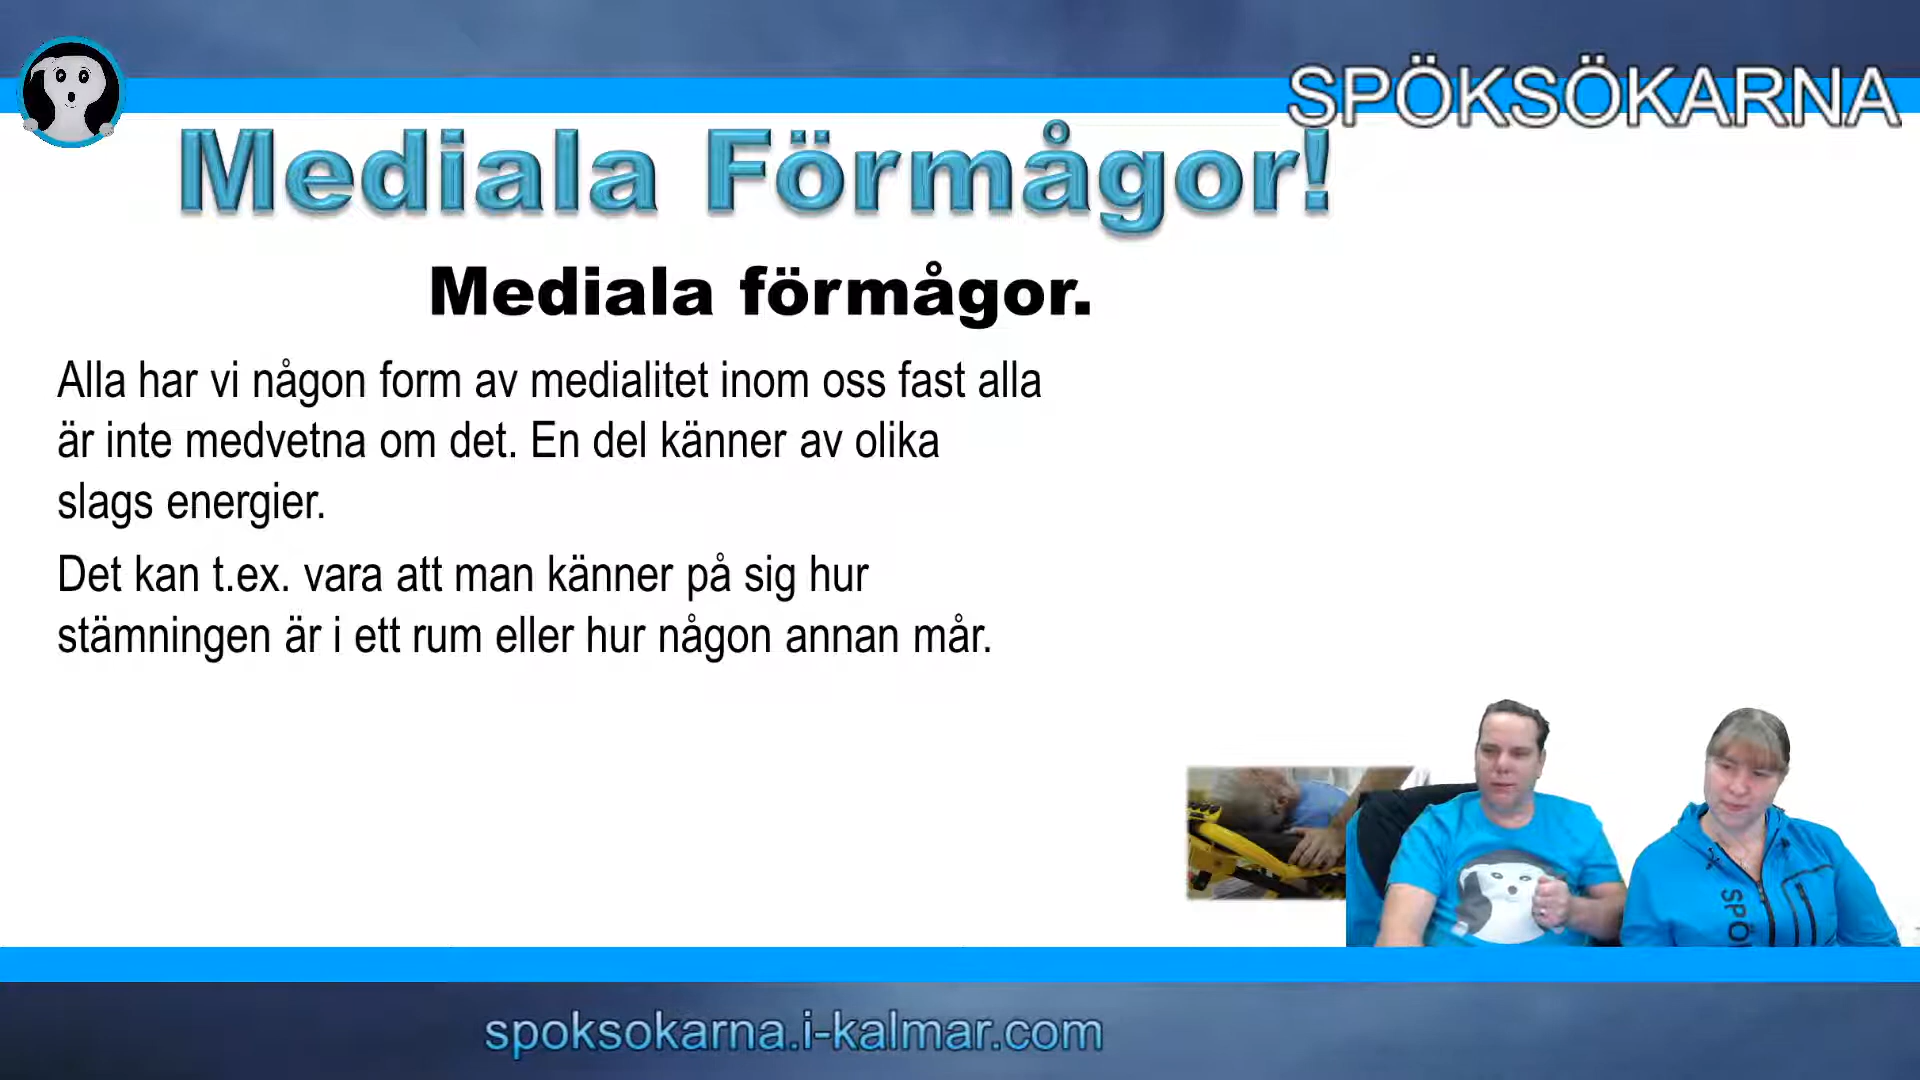 SPÖKSÖKARNA
Mediala Förmågor!
Mediala förmågor.
Alla har vi någon form av medialitet inom oss fast alla
är inte medvetna om det. En del känner av olika
slags energier.
Det kan t.ex. vara att man känner på sig hur
stämningen är i ett rum eller hur någon annan mår.
SPÖ
spoksokarna.i-kalmar.com